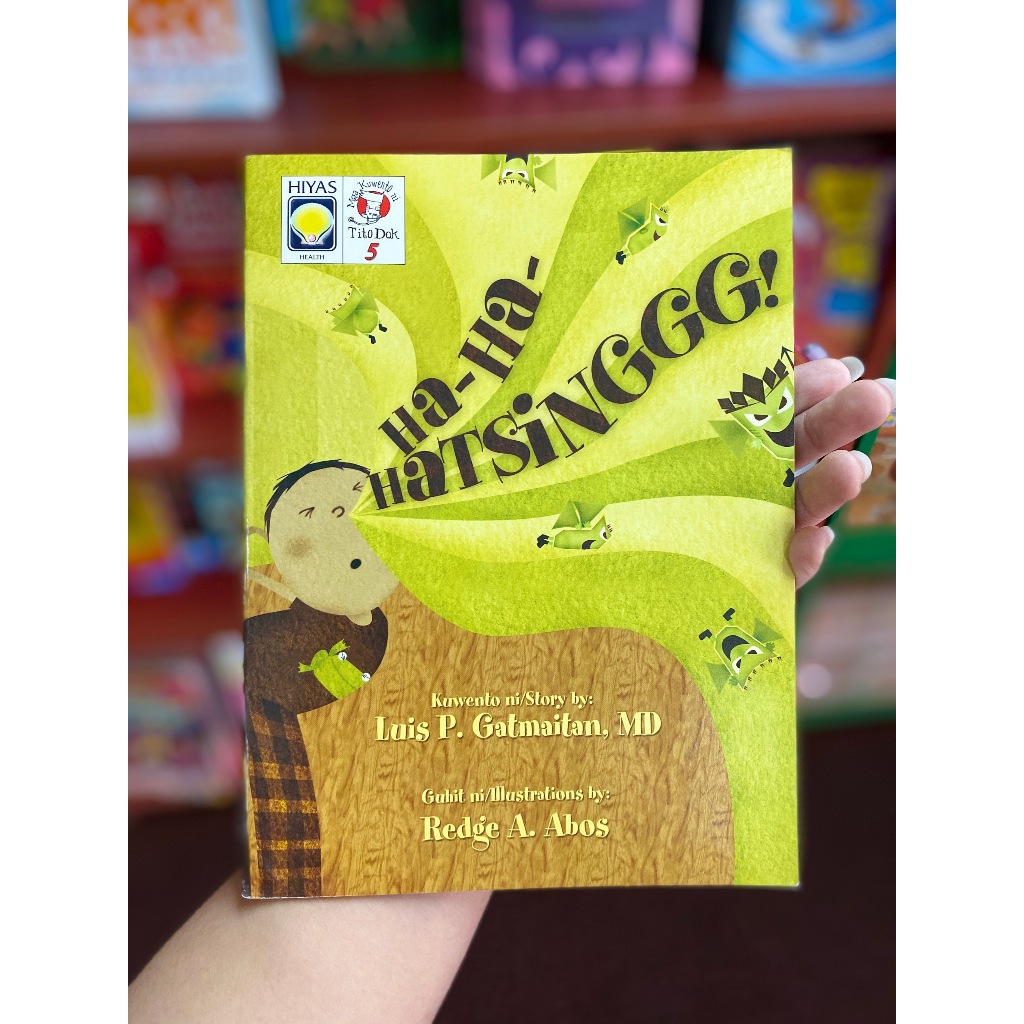 HIYAS
HEALTH
Mga Kuwento ni
Tito Dok
5
Ha-Ha-
HaTSiNGGG!
Kuwento ni/Story by:
Luis P. Gatmaitan, MD
Guhit ni/Illustrations by:
Redge A. Abos